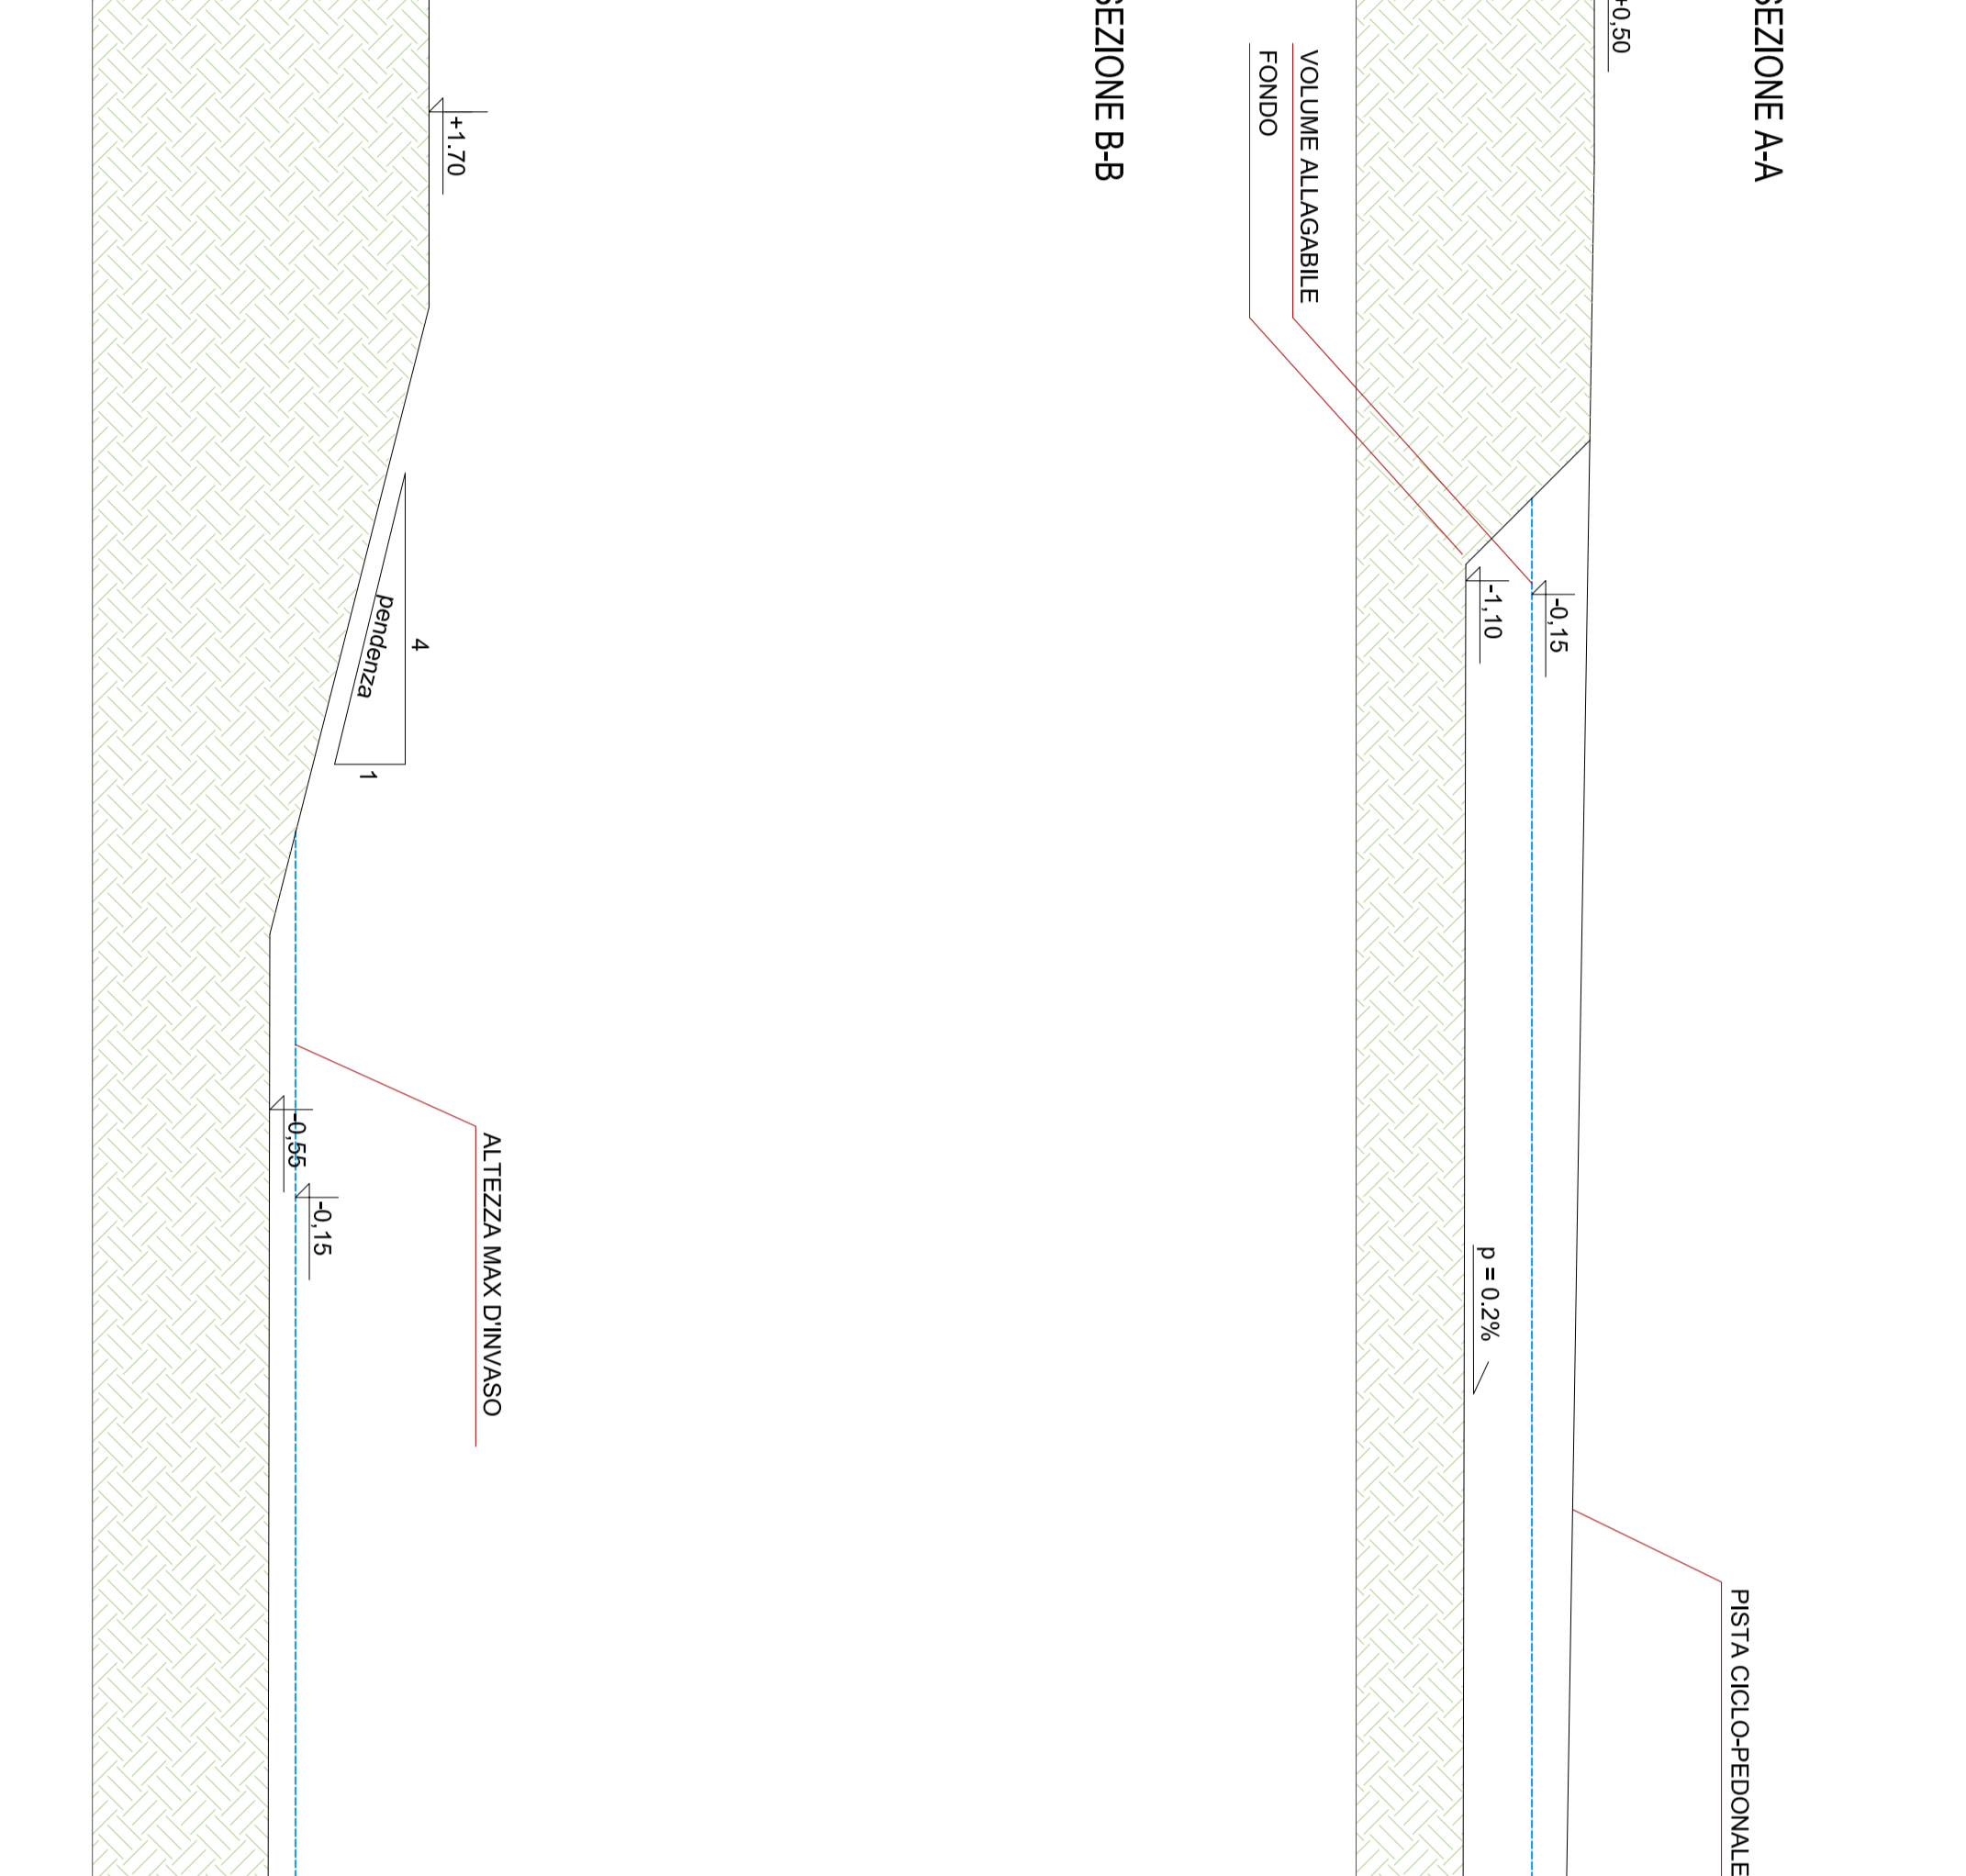 SEZIONE A-A
+0,50
PISTA CICLO-PEDONALE
-0,15
-1,10
p = 0.2%
VOLUME ALLAGABILE
FONDO
SEZIONE B-B
+1.70
4
pendenza
1
ALTEZZA MAX D'INVASO
-0,15
-0,55